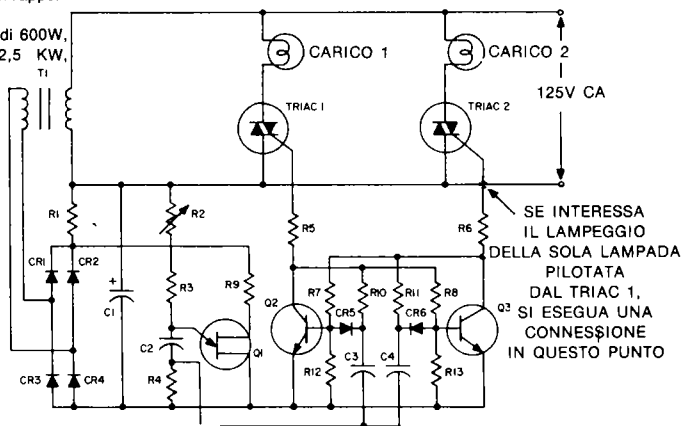 di 600W,
2,5 KW,
T1
CARICO 1
CARICO 2
TRIAC 1
TRIAC 2
125V CA
R1
R2
R5
R6
SE INTERESSA
IL LAMPEGGIO
DELLA SOLA LAMPADA
PILOTATA
DAL TRIAC 1,
SI ESEGUA UNA
CONNESSIONE
IN QUESTO PUNTO
CR1
CR2
C1
+
R3
R9
Q2
R7
R10
R11
R8
Q3
CR5
CR6
C2
Q1
CR3
CR4
R4
R12
C3
C4
R13